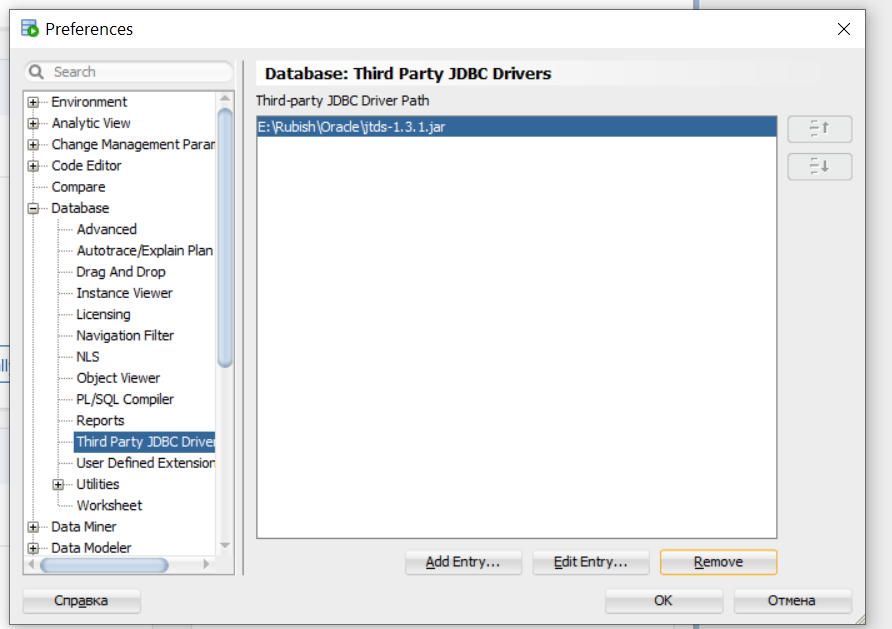 Preferences
Search
Environment
Analytic View
Change Management Parar
Code Editor
Compare
Database
Advanced
Autotrace/Explain Plan
Drag And Drop
Instance Viewer
Licensing
Navigation Filter
NLS
Object Viewer
PL/SQL Compiler
Reports
Third Party JDBC Driver
User Defined Extension
Utilities
Worksheet
Data Miner
Data Modeler
Database: Third Party JDBC Drivers
Third-party JDBC Driver Path
E:\Rubish\Oracle\jtds-1.3.1.jar
Add Entry...
Edit Entry...
Remove
Справка
OK
Отмена